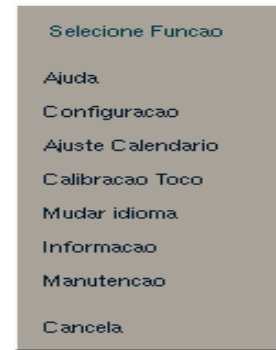 Selecione Funcao
Ajuda
Configuracao
Ajuste Calendario
Calibracao Toco
Mudar idioma
Informacao
Manutencao
Cancela